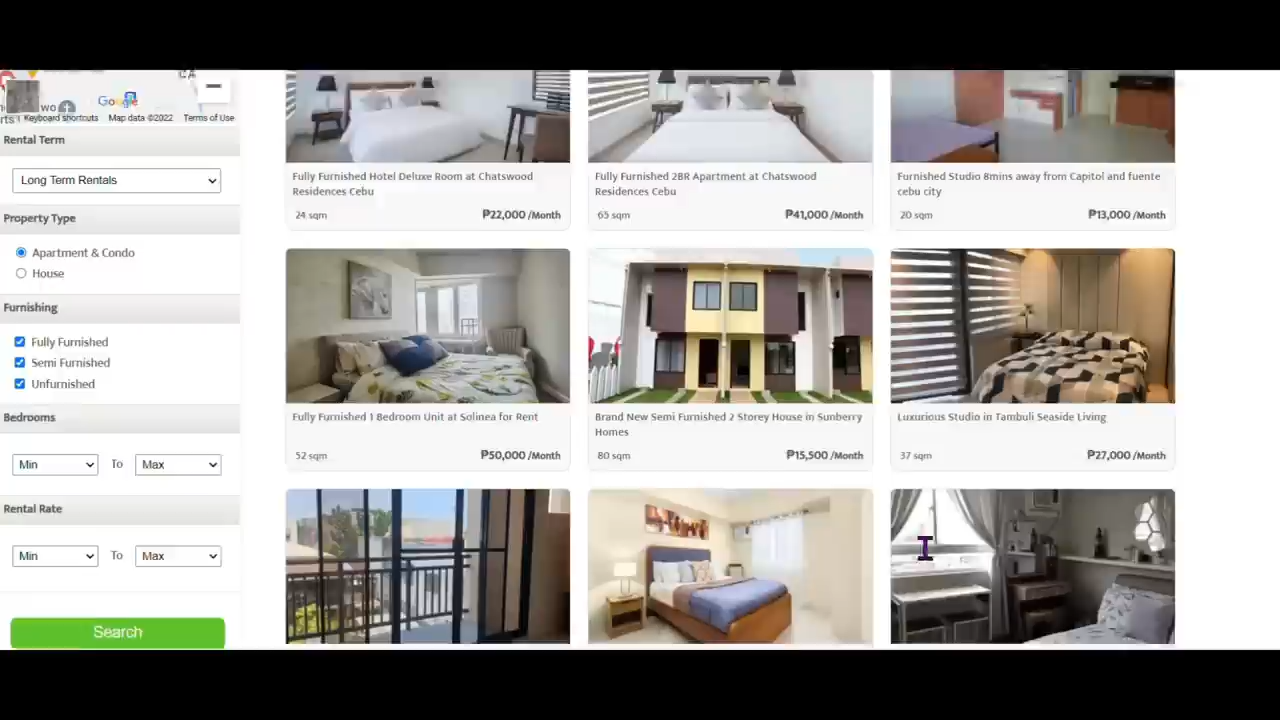 Google
Keyboard shortcuts Map data ©2022 Terms of Use
Rental Term
Long Term Rentals
Property Type
Apartment & Condo
House
Furnishing
Fully Furnished
Semi Furnished
Unfurnished
Bedrooms
Min To Max
Rental Rate
Min To Max
Search
Fully Furnished Hotel Deluxe Room at Chatswood
Residences Cebu
24 sqm ₱22,000 /Month
Fully Furnished 2BR Apartment at Chatswood
Residences Cebu
65 sqm ₱41,000 /Month
Furnished Studio 8mins away from Capitol and fuente
cebu city
20 sqm ₱13,000 /Month
Fully Furnished 1 Bedroom Unit at Solinea for Rent
52 sqm ₱50,000 /Month
Brand New Semi Furnished 2 Storey House in Sunberry
Homes
80 sqm ₱15,500 /Month
Luxurious Studio in Tambuli Seaside Living
37 sqm ₱27,000 /Month